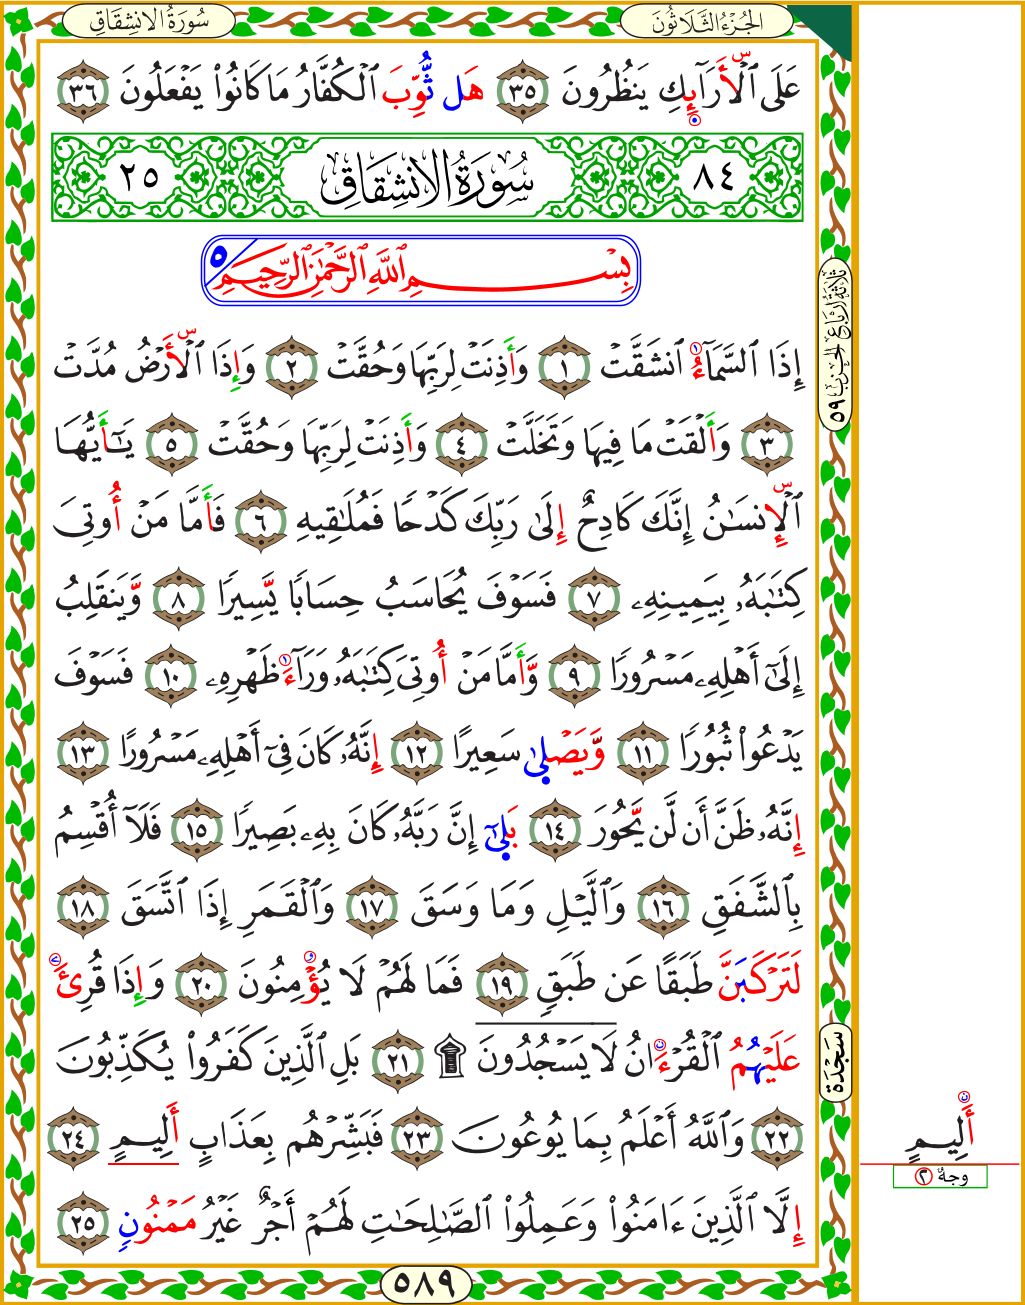 سُورَةُ الانشِقَاقِ
الجُزْءُ الثَّلَاثُونَ
عَلَى ٱلْأَرَآئِكِ يَنظُرُونَ ٣٥ هَل ثُّوِّبَ ٱلْكُفَّارُ مَا كَانُوا۟ يَفْعَلُونَ ٣٦
٨٤ سُورَةُ الانشِقَاقِ ٢٥
بِسْمِ ٱللَّهِ ٱلرَّحْمَٰنِ ٱلرَّحِيمِ ٥
إِذَا ٱلسَّمَآءُ ٱنشَقَّتْ ١ وَأَذِنَتْ لِرَبِّهَا وَحُقَّتْ ٢ وَإِذَا ٱلْأَرْضُ مُدَّتْ
٣ وَأَلْقَتْ مَا فِيهَا وَتَخَلَّتْ ٤ وَأَذِنَتْ لِرَبِّهَا وَحُقَّتْ ٥ يَٰٓأَيُّهَا
ٱلْإِنسَٰنُ إِنَّكَ كَادِحٌ إِلَىٰ رَبِّكَ كَدْحًا فَمُلَٰقِيهِ ٦ فَأَمَّا مَنْ أُوتِىَ
كِتَٰبَهُۥ بِيَمِينِهِۦ ٧ فَسَوْفَ يُحَاسَبُ حِسَابًا يَسِيرًا ٨ وَيَنقَلِبُ
إِلَىٰٓ أَهْلِهِۦ مَسْرُورًا ٩ وَأَمَّا مَنْ أُوتِىَ كِتَٰبَهُۥ وَرَآءَ ظَهْرِهِۦ ١٠ فَسَوْفَ
يَدْعُوا۟ ثُبُورًا ١١ وَيَصْلَىٰ سَعِيرًا ١٢ إِنَّهُۥ كَانَ فِىٓ أَهْلِهِۦ مَسْرُورًا ١٣
إِنَّهُۥ ظَنَّ أَن لَّن يَحُورَ ١٤ بَلَىٰٓ إِنَّ رَبَّهُۥ كَانَ بِهِۦ بَصِيرًا ١٥ فَلَآ أُقْسِمُ
بِٱلشَّفَقِ ١٦ وَٱلَّيْلِ وَمَا وَسَقَ ١٧ وَٱلْقَمَرِ إِذَا ٱتَّسَقَ ١٨
لَتَرْكَبَنَّ طَبَقًا عَن طَبَقٍ ١٩ فَمَا لَهُمْ لَا يُؤْمِنُونَ ٢٠ وَإِذَا قُرِئَ
عَلَيْهُمُ ٱلْقُرْءَانُ لَا يَسْجُدُونَ ۩ ٢١ بَلِ ٱلَّذِينَ كَفَرُوا۟ يُكَذِّبُونَ
٢٢ وَٱللَّهُ أَعْلَمُ بِمَا يُوعُونَ ٢٣ فَبَشِّرْهُم بِعَذَابٍ أَلِيمٍ ٢٤
إِلَّا ٱلَّذِينَ ءَامَنُوا۟ وَعَمِلُوا۟ ٱلصَّٰلِحَٰتِ لَهُمْ أَجْرٌ غَيْرُ مَمْنُونٍۭ ٢٥
٥٨٩
ثلاثة أرباع الحزب ٥٩
سَجْدَة
أَلِيمٍ
وجهٌ ٢